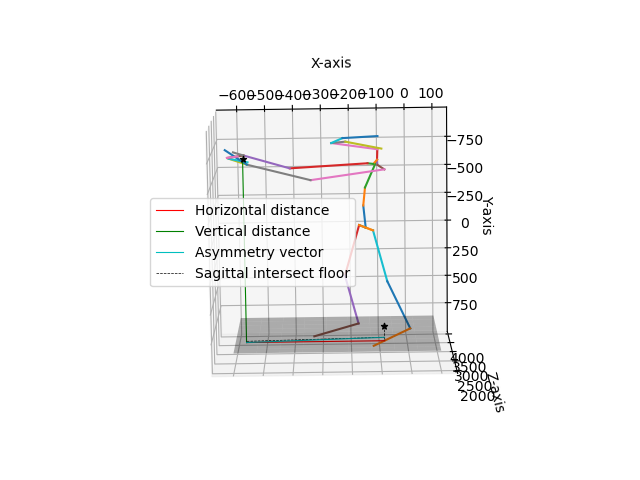 X-axis
−600 −500 −400 −300 −200 −100 0 100
−750
−500
−250
0
250
500
750
Y-axis
Horizontal distance
Vertical distance
Asymmetry vector
Sagittal intersect floor
4000
3500
3000
2500
2000
Z-axis